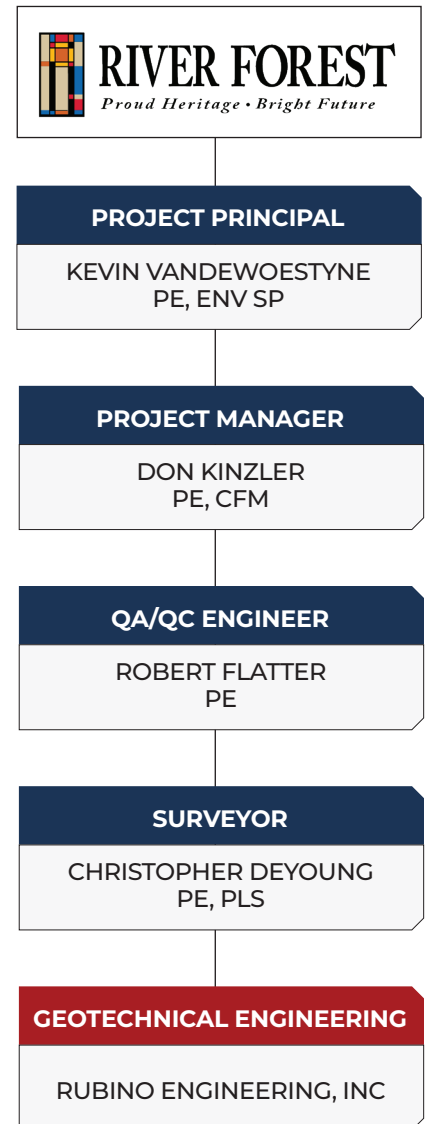 RIVER FOREST
Proud Heritage • Bright Future
PROJECT PRINCIPAL
KEVIN VANDEWOESTYNE
PE, ENV SP
PROJECT MANAGER
DON KINZLER
PE, CFM
QA/QC ENGINEER
ROBERT FLATTER
PE
SURVEYOR
CHRISTOPHER DEYOUNG
PE, PLS
GEOTECHNICAL ENGINEERING
RUBINO ENGINEERING, INC